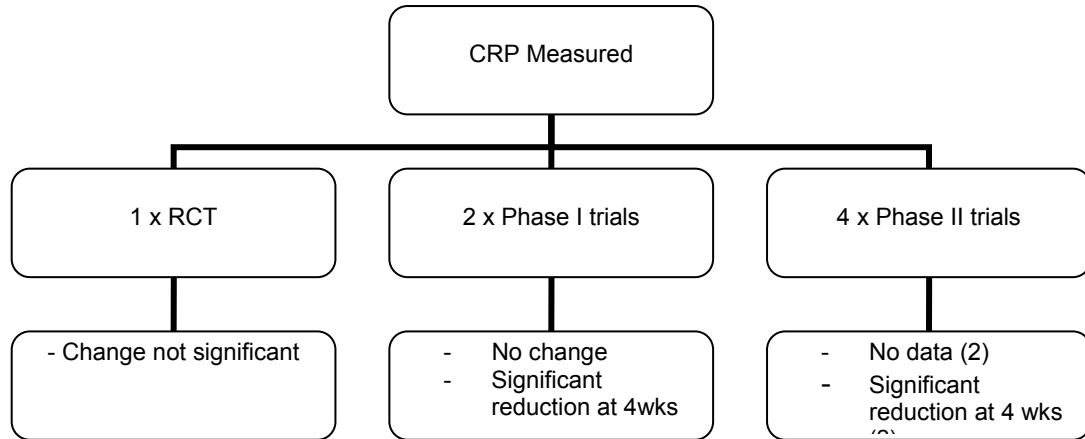 CRP Measured
1 x RCT
2 x Phase I trials
4 x Phase II trials
- Change not significant
- No change
- Significant
reduction at 4wks
- No data (2)
- Significant
reduction at 4 wks